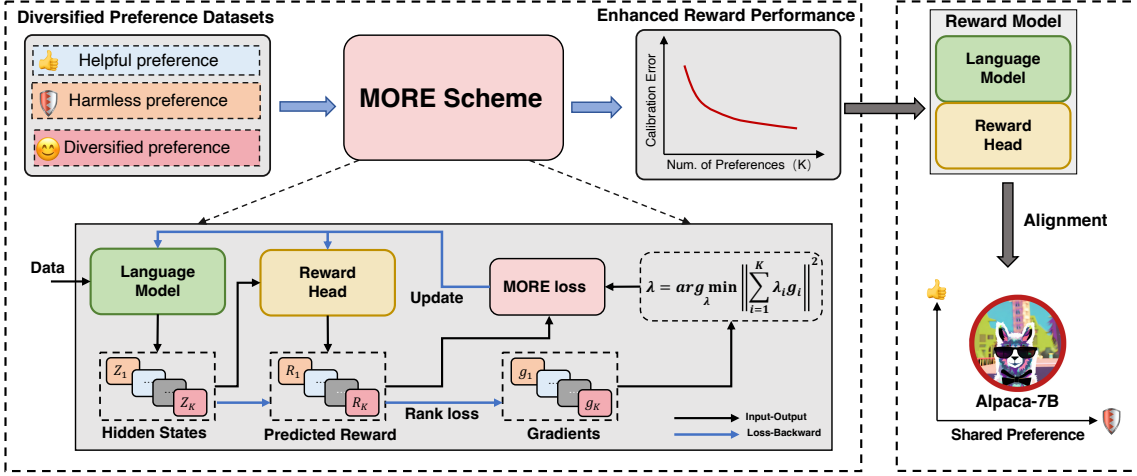 Diversified Preference Datasets
Helpful preference
Harmless preference
Diversified preference
MORE Scheme
Enhanced Reward Performance
Calibration Error
Num. of Preferences (K)
Reward Model
Language
Model
Reward
Head
Alignment
Data
Language
Model
Reward
Head
Update
MORE loss
λ = arg min_λ ‖∑_{i=1}^{K} λ_i g_i‖²
Z_1
...
Z_K
Hidden States
R_1
...
R_K
Predicted Reward
Rank loss
g_1
...
g_K
Gradients
Input-Output
Loss-Backward
Alpaca-7B
Shared Preference